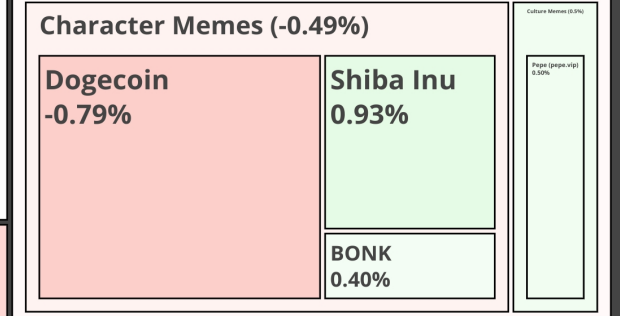 Character Memes (-0.49%)
Dogecoin
-0.79%
Shiba Inu
0.93%
BONK
0.40%
Culture Memes (0.5%)
Pepe (pepe.vip)
0.50%